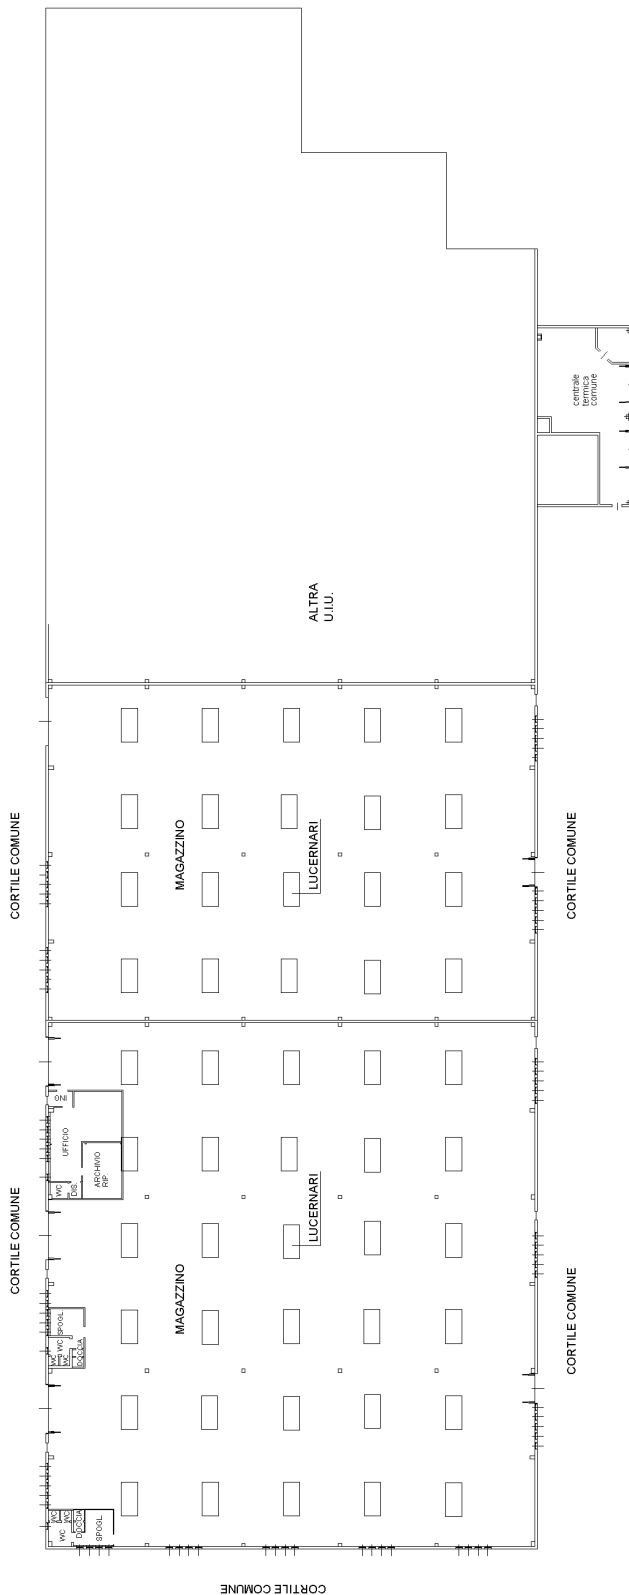 centrale
termica
comune
ALTRA
U.I.U.
CORTILE COMUNE
MAGAZZINO
LUCERNARI
CORTILE COMUNE
ING
UFFICIO
ARCHIVIO
RIP.
WC
DIS.
CORTILE COMUNE
LUCERNARI
MAGAZZINO
CORTILE COMUNE
SPOGL.
WC
WC
WC
DOCCIA
WC
WC
DOCCIA
WC
SPOGL.
CORTILE COMUNE